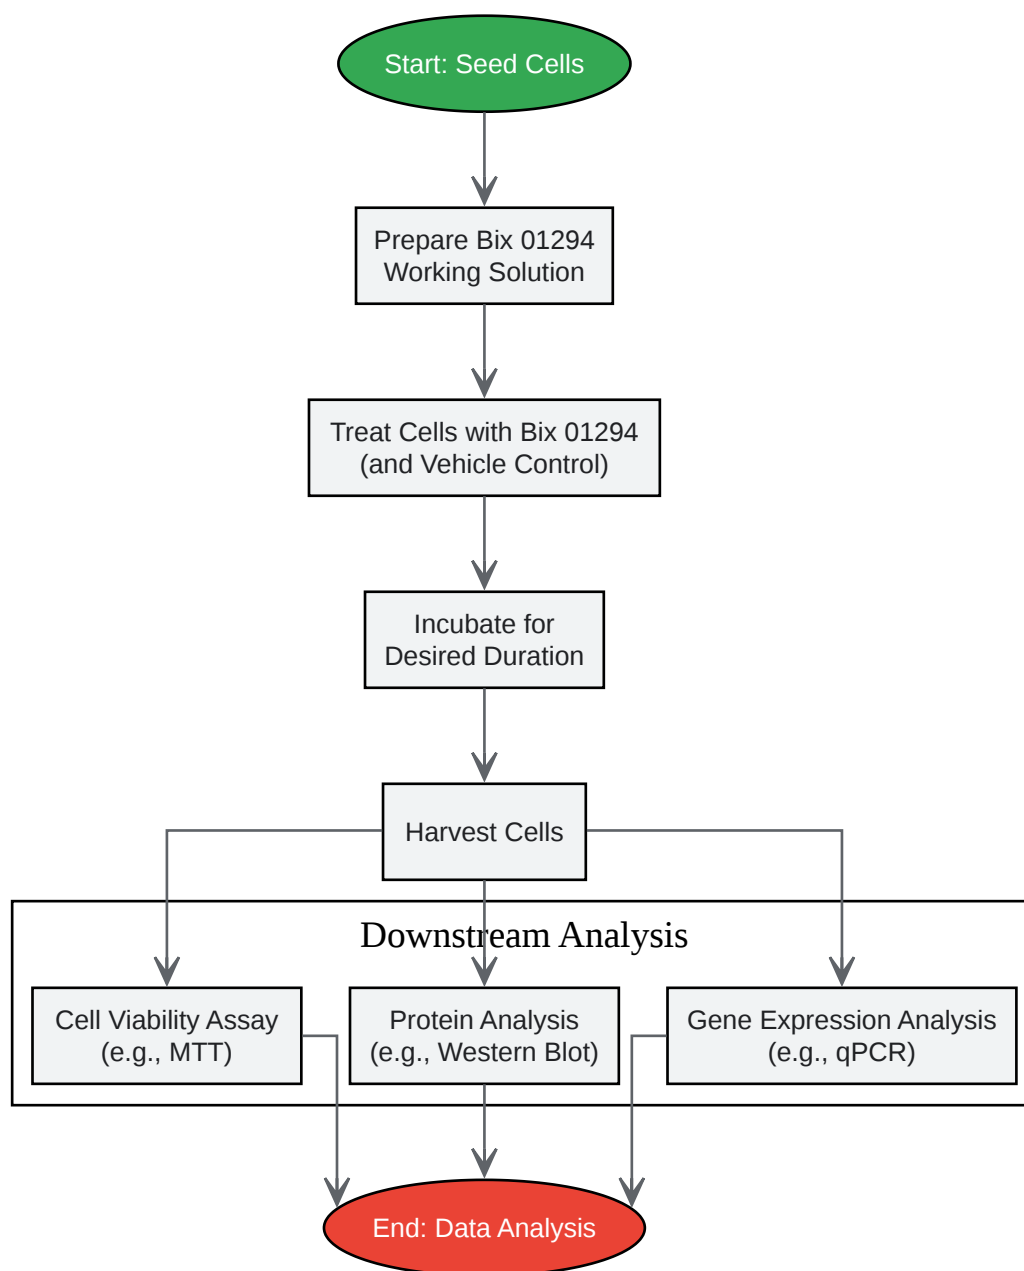 Start: Seed Cells
Prepare Bix 01294
Working Solution
Treat Cells with Bix 01294
(and Vehicle Control)
Incubate for
Desired Duration
Harvest Cells
Downstream Analysis
Cell Viability Assay
(e.g., MTT)
Protein Analysis
(e.g., Western Blot)
Gene Expression Analysis
(e.g., qPCR)
End: Data Analysis